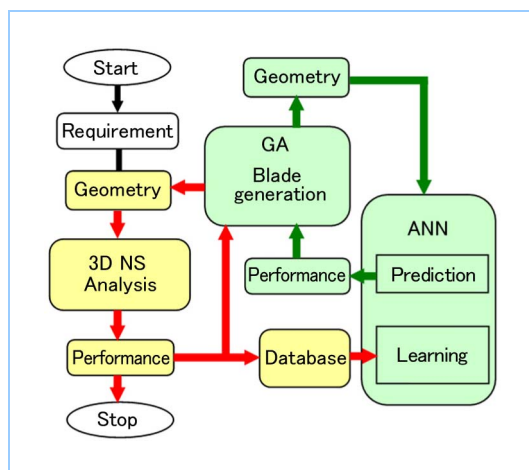 Start
Requirement
Geometry
3D NS
Analysis
Performance
Stop
Geometry
GA
Blade
generation
Performance
Database
ANN
Prediction
Learning